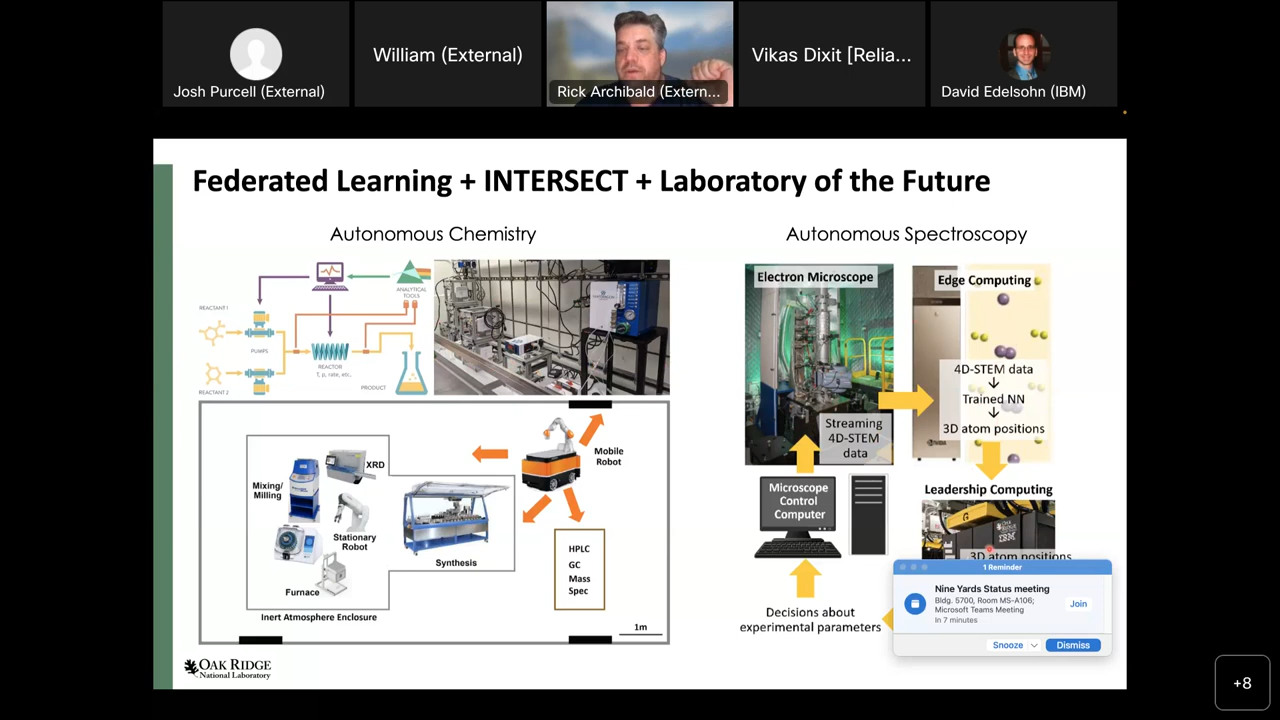 Josh Purcell (External)
William (External)
Rick Archibald (Extern...
Vikas Dixit [Relia...
David Edelsohn (IBM)
Federated Learning + INTERSECT + Laboratory of the Future
Autonomous Chemistry
REACTANT 1
REACTANT 2
PUMPS
REACTOR
T, p, rate, etc..
ANALYTICAL
TOOLS
PRODUCT
Mixing/
Milling
XRD
Stationary
Robot
Furnace
Inert Atmosphere Enclosure
Synthesis
Mobile
Robot
HPLC
GC
Mass
Spec
1m
OAK RIDGE
National Laboratory
Autonomous Spectroscopy
Electron Microscope
Streaming
4D-STEM
data
Edge Computing
4D-STEM data
Trained NN
3D atom positions
Leadership Computing
OAK
IBM
3D atom positions
Microscope
Control
Computer
Decisions about
experimental parameters
1 Reminder
Nine Yards Status meeting
Bldg. 5700, Room MS-A106;
Microsoft Teams Meeting
In 7 minutes
Join
Snooze
Dismiss
+8